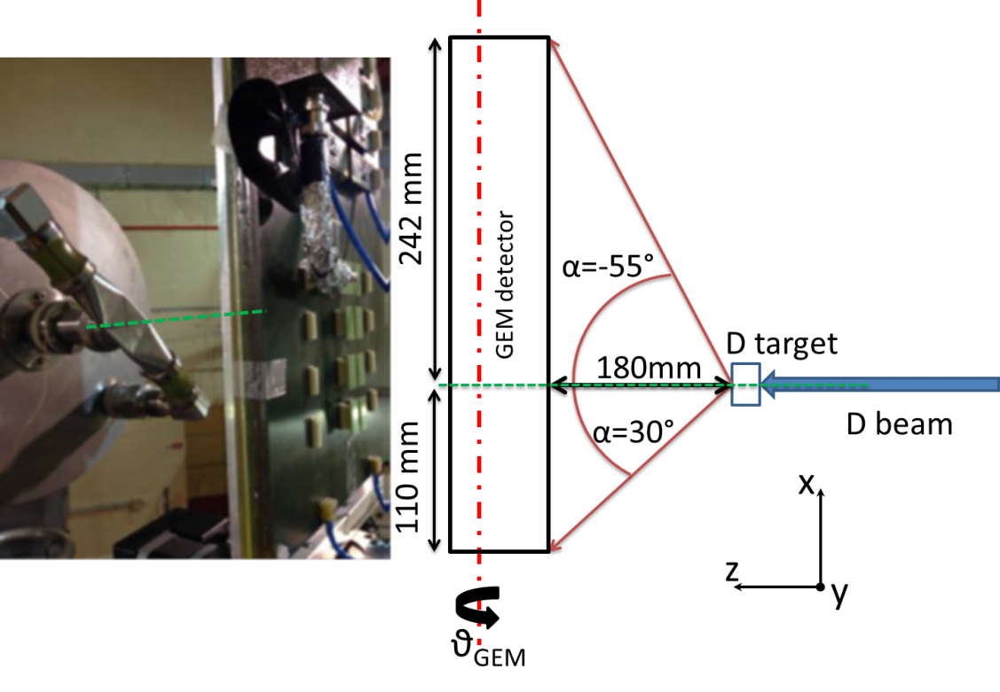 242 mm
110 mm
GEM detector
α=-55°
180mm
α=30°
D target
D beam
x
z
y
ϑGEM